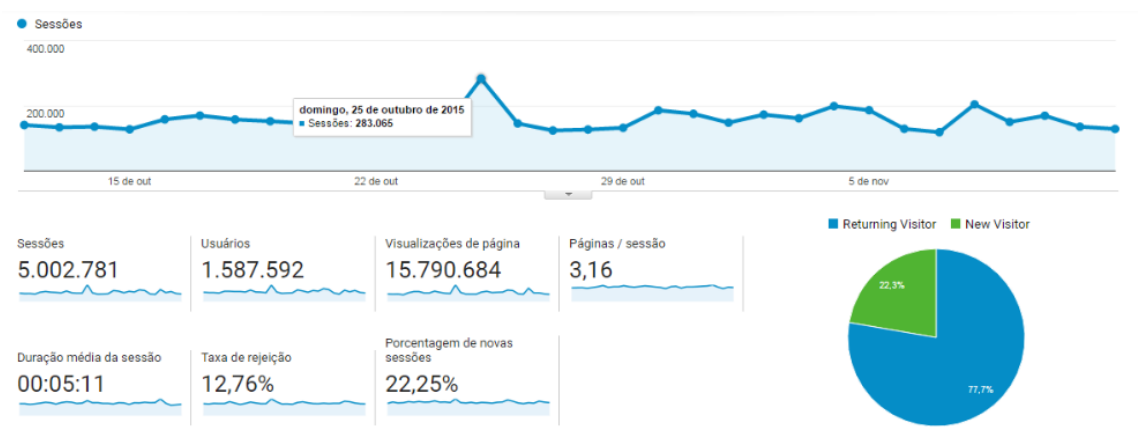 Sessões
400.000
200.000
domingo, 25 de outubro de 2015
Sessões: 283.065
15 de out
22 de out
29 de out
5 de nov
Returning Visitor
New Visitor
Sessões
5.002.781
Usuários
1.587.592
Visualizações de página
15.790.684
Páginas / sessão
3,16
22,3%
77,7%
Duração média da sessão
00:05:11
Taxa de rejeição
12,76%
Porcentagem de novas
sessões
22,25%